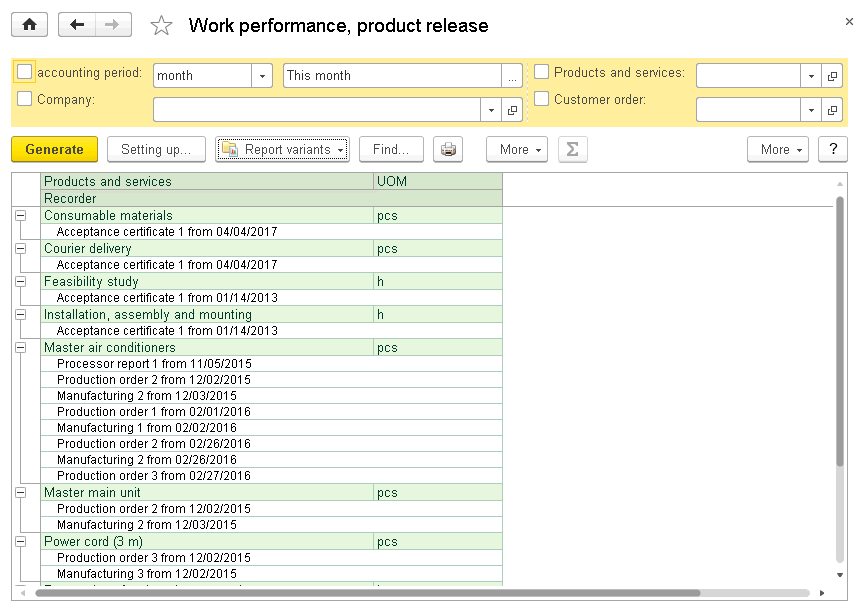 Work performance, product release
×
accounting period: month This month ... Products and services:
Company: Customer order:
Generate Setting up... Report variants Find... More Σ More ?
Products and services UOM
Recorder
Consumable materials pcs
Acceptance certificate 1 from 04/04/2017
Courier delivery pcs
Acceptance certificate 1 from 04/04/2017
Feasibility study h
Acceptance certificate 1 from 01/14/2013
Installation, assembly and mounting h
Acceptance certificate 1 from 01/14/2013
Master air conditioners pcs
Processor report 1 from 11/05/2015
Production order 2 from 12/02/2015
Manufacturing 2 from 12/03/2015
Production order 1 from 02/01/2016
Manufacturing 1 from 02/02/2016
Production order 2 from 02/26/2016
Manufacturing 2 from 02/26/2016
Production order 3 from 02/27/2016
Master main unit pcs
Production order 2 from 12/02/2015
Manufacturing 2 from 12/03/2015
Power cord (3 m) pcs
Production order 3 from 12/02/2015
Manufacturing 3 from 12/02/2015